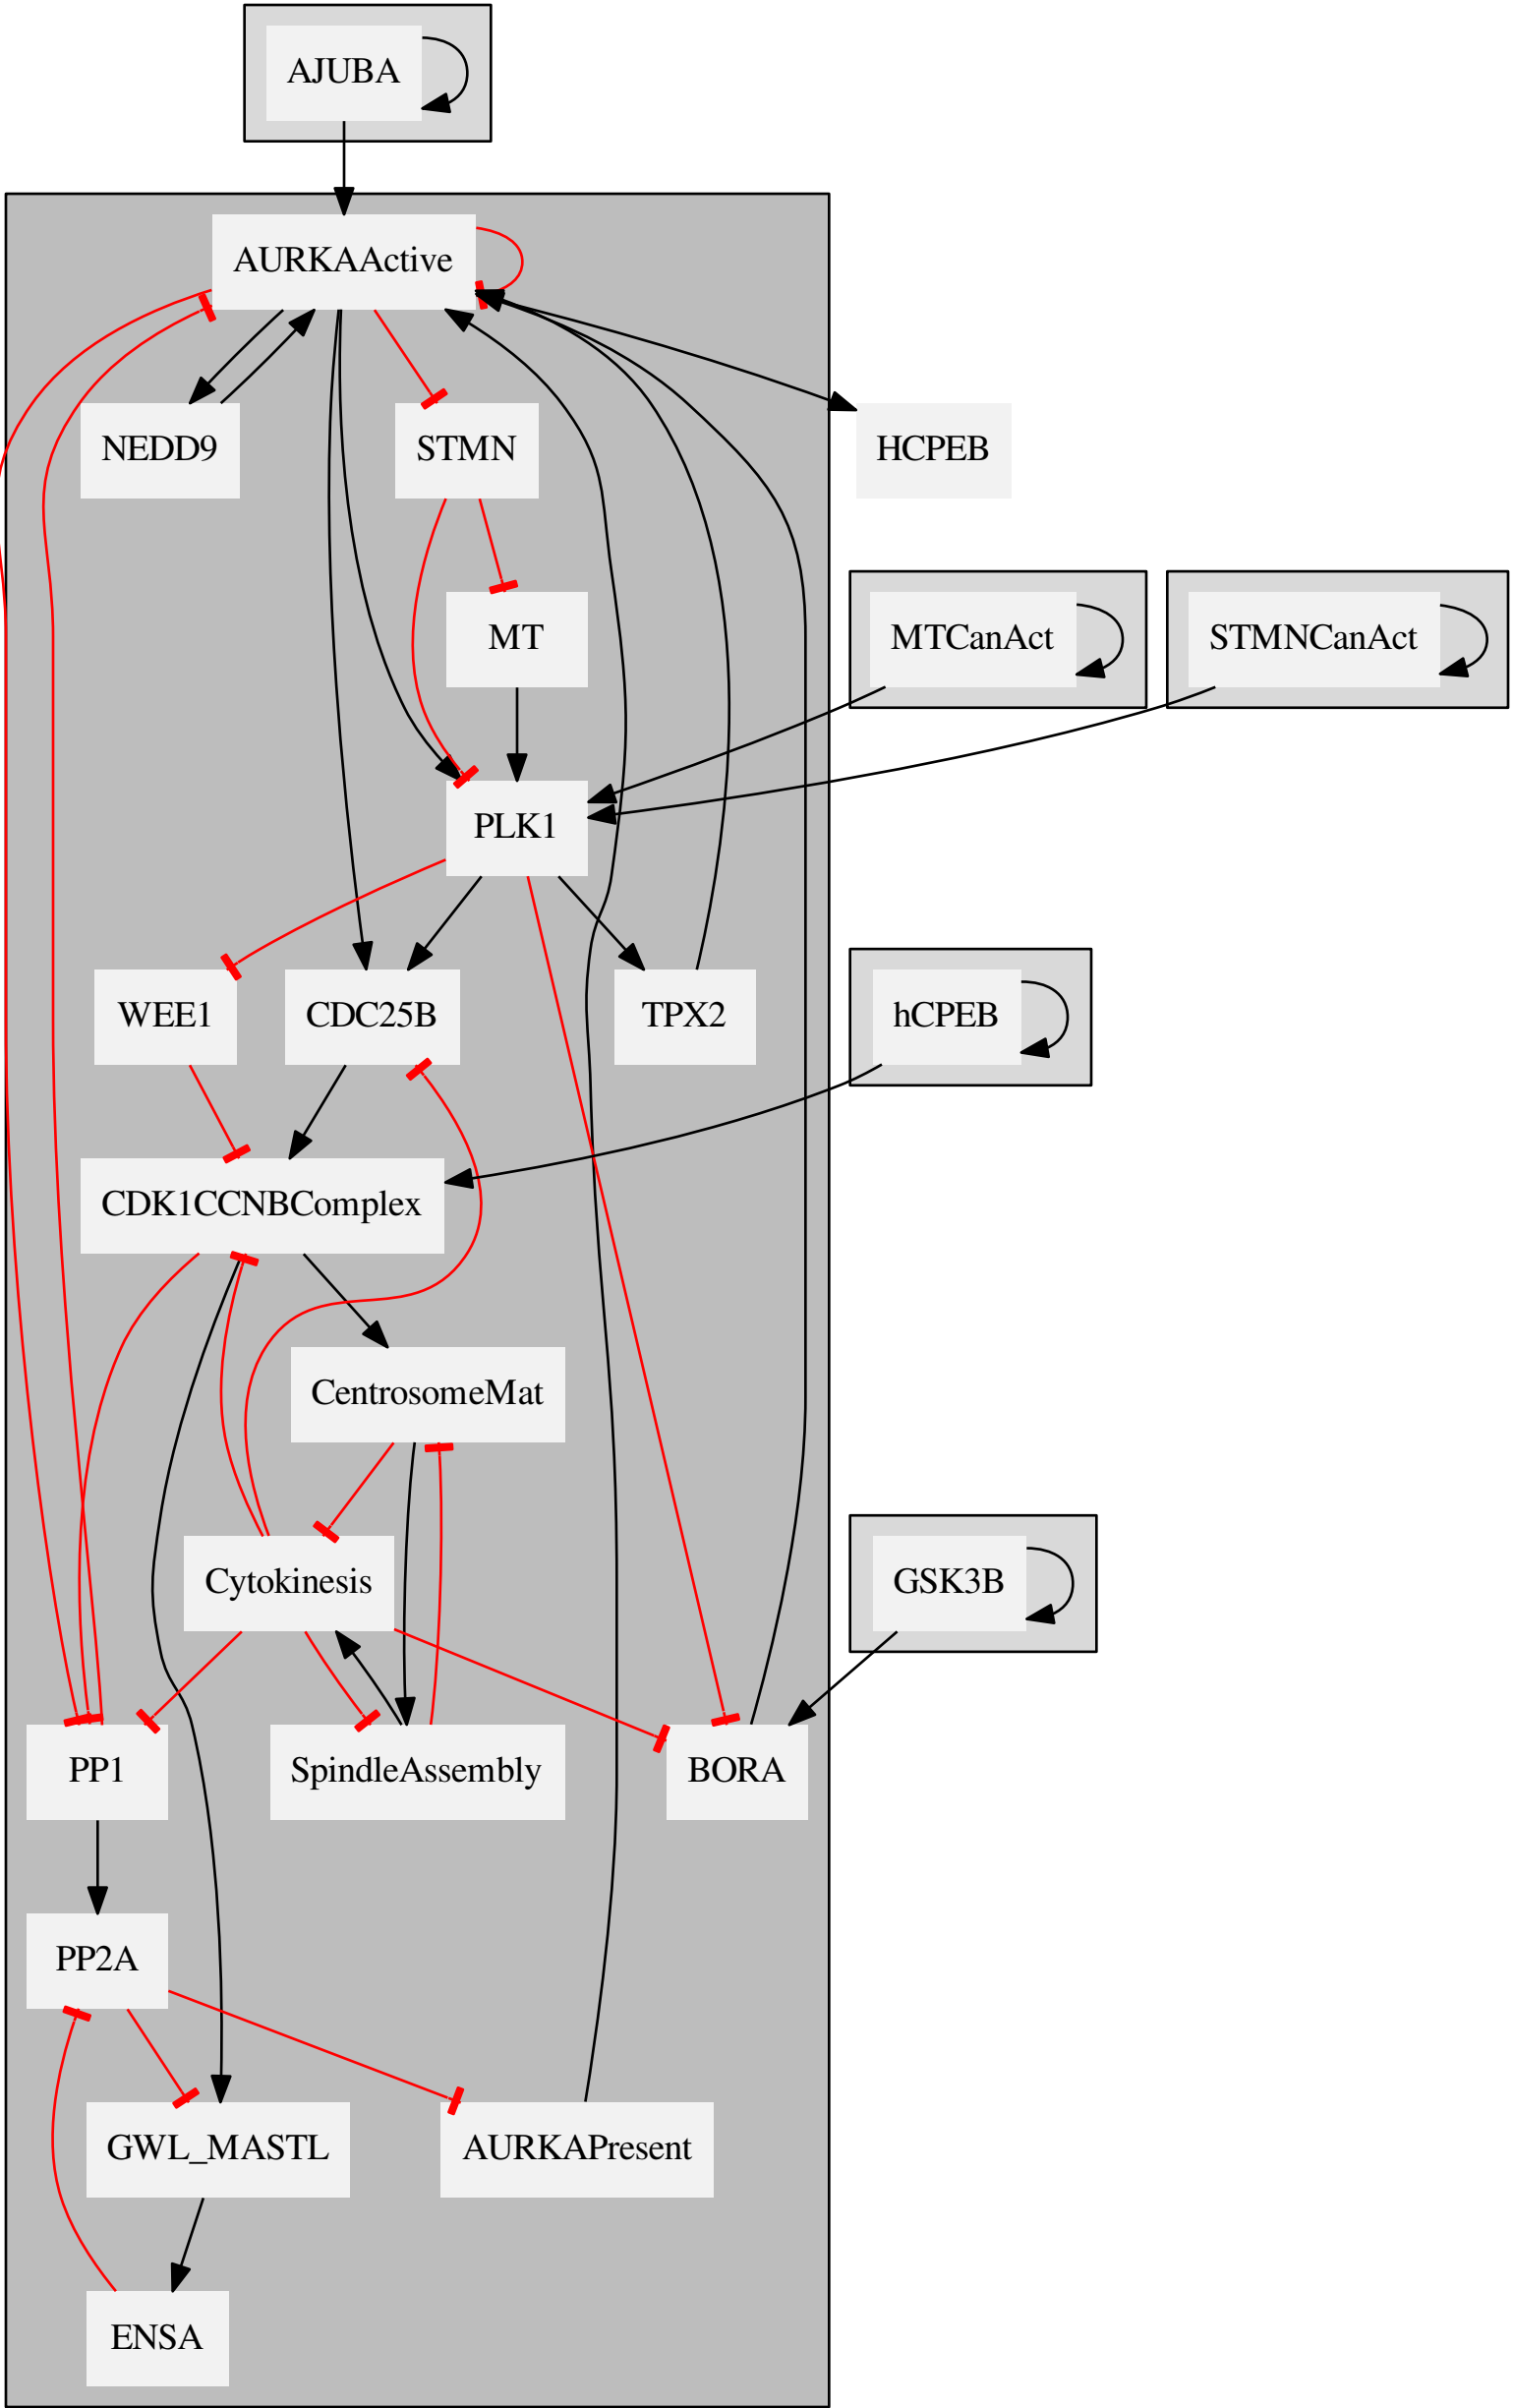 AJUBA
AURKAActive
NEDD9
STMN
HCPEB
MT
MTCanAct
STMNCanAct
PLK1
WEE1
CDC25B
TPX2
hCPEB
CDK1CCNBComplex
CentrosomeMat
Cytokinesis
GSK3B
PP1
SpindleAssembly
BORA
PP2A
GWL_MASTL
AURKAPresent
ENSA